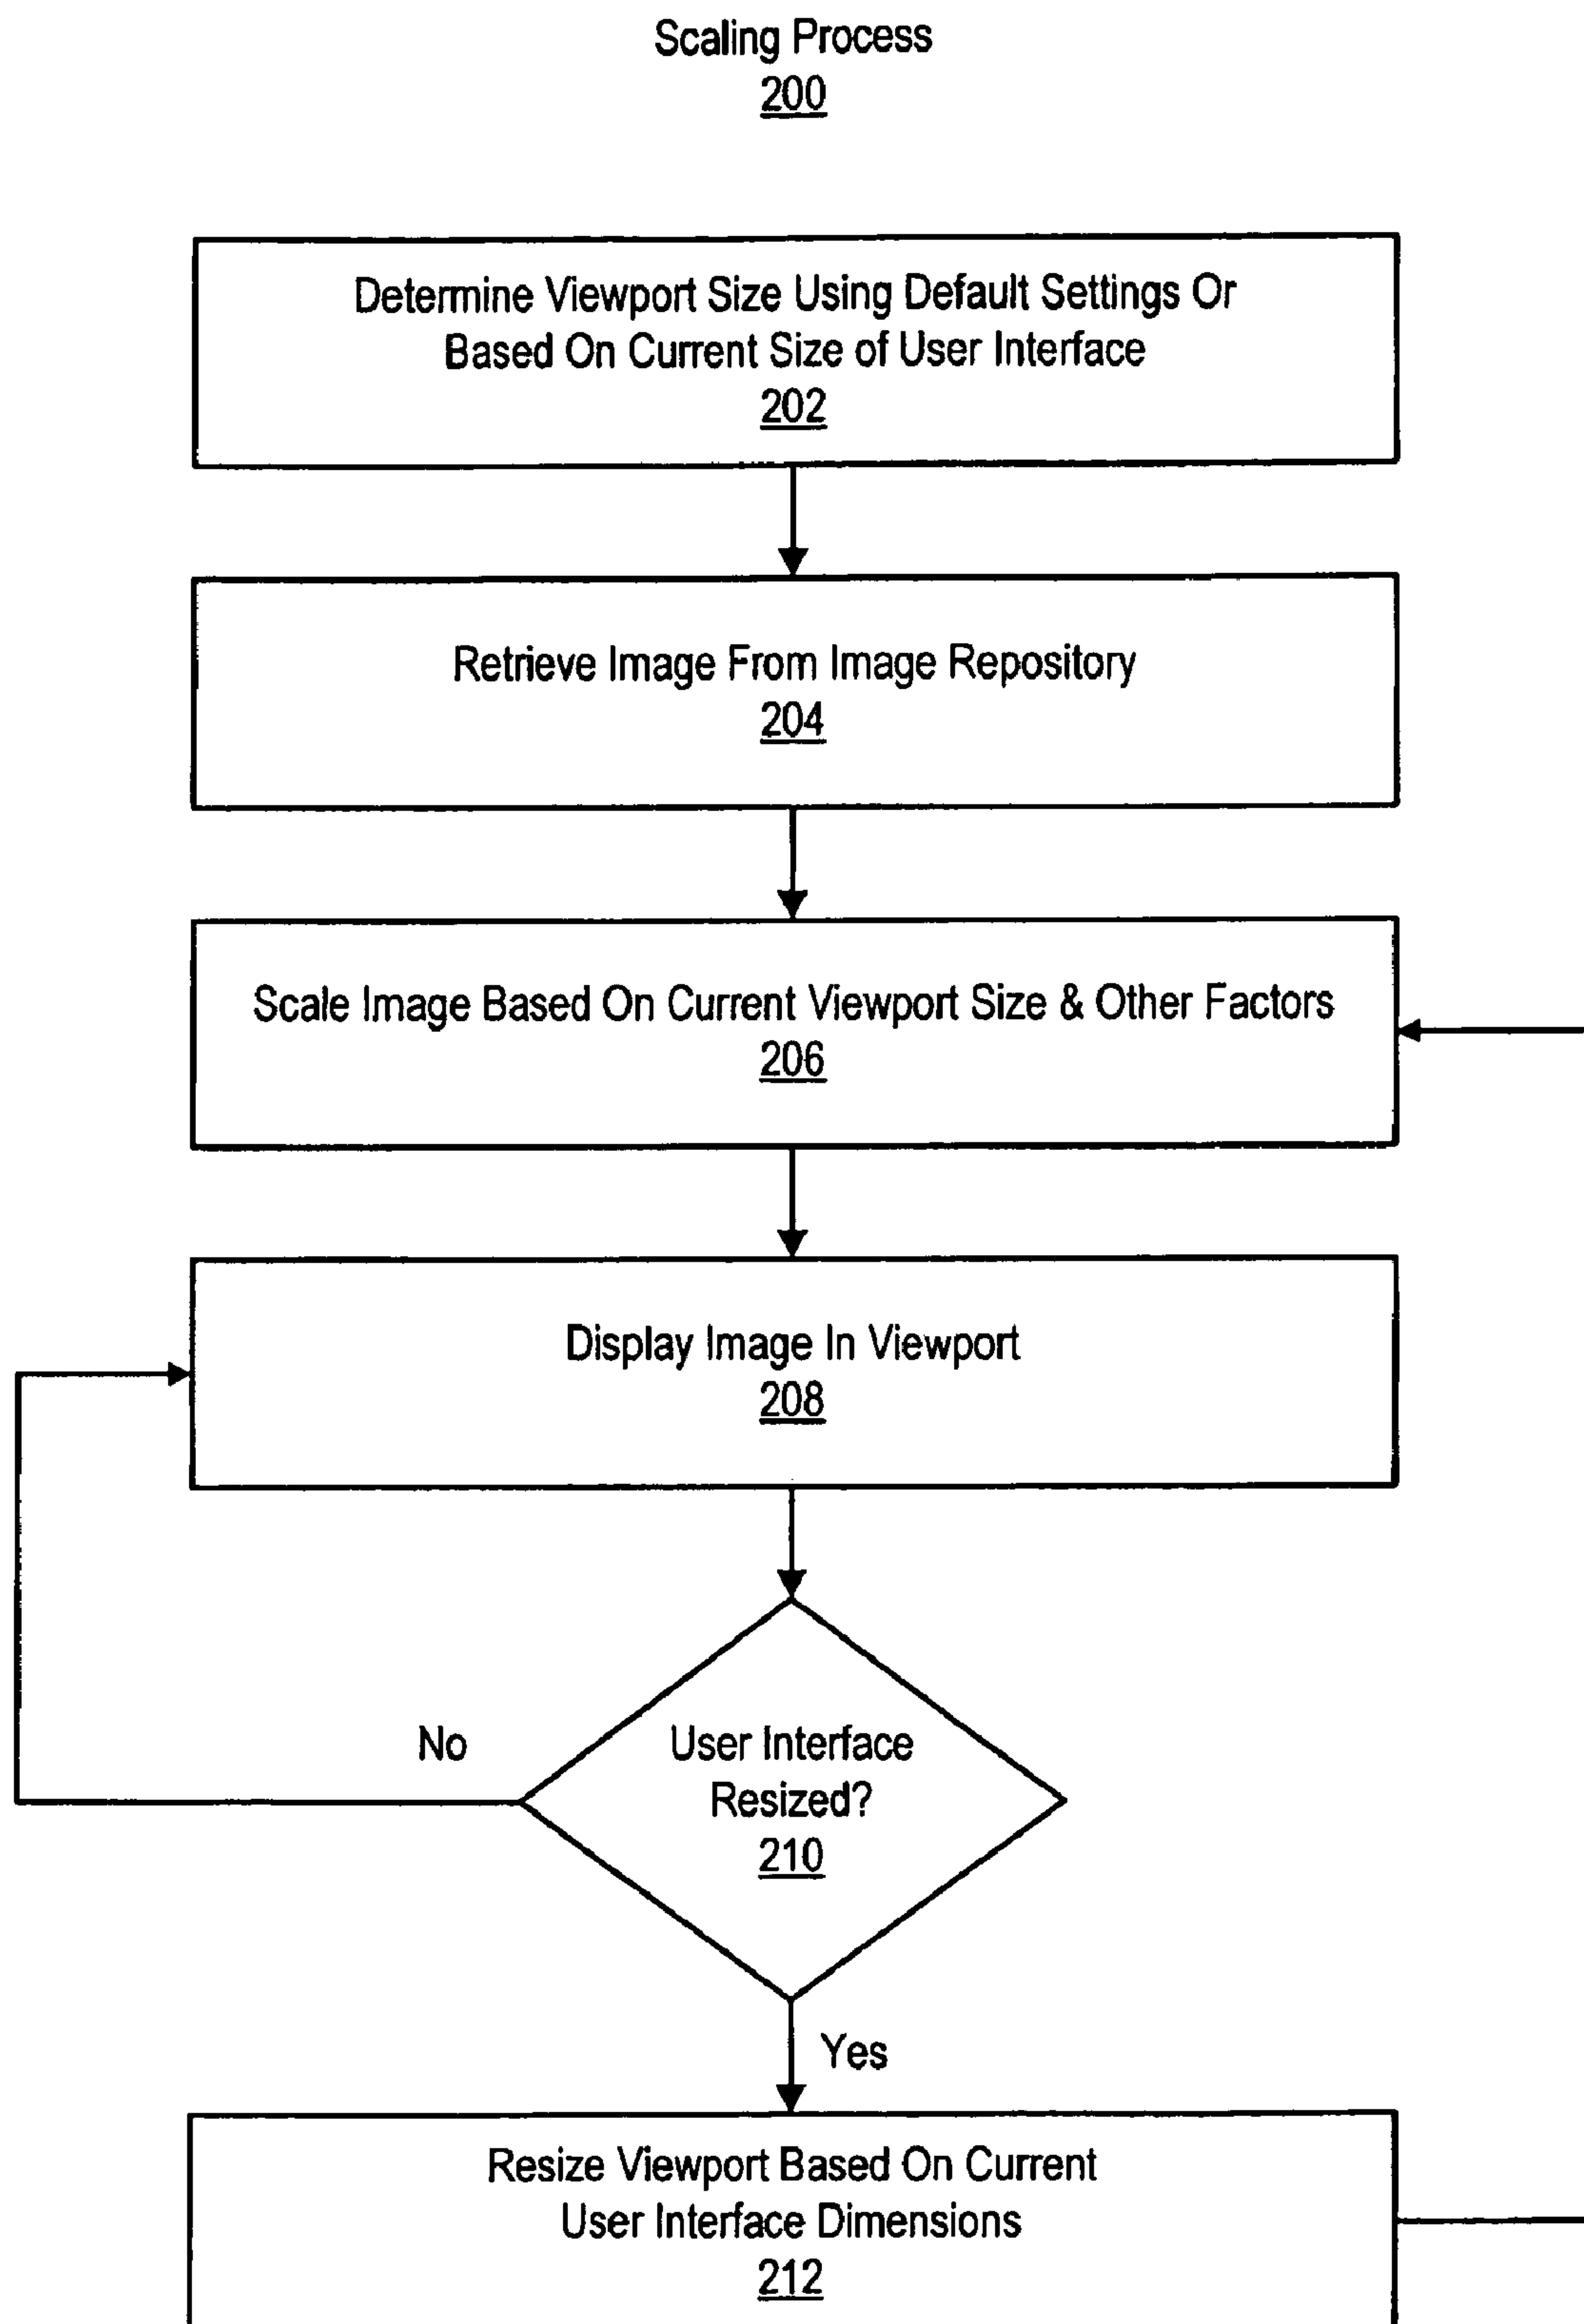 Scaling Process
200
Determine Viewport Size Using Default Settings Or
Based On Current Size of User Interface
202
Retrieve Image From Image Repository
204
Scale Image Based On Current Viewport Size & Other Factors
206
Display Image In Viewport
208
No
User Interface
Resized?
210
Yes
Resize Viewport Based On Current
User Interface Dimensions
212